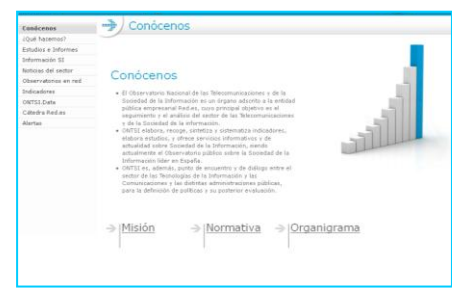 Conócenos
Conócenos
¿Qué hacemos?
Estudios e Informes
Información SI
Noticias del sector
Observatorios en red
Indicadores
ONTSI Data
Cátedra Red.es
Alertas
Conócenos
El Observatorio Nacional de las Telecomunicaciones y de la
Sociedad de la Información es un órgano adscrito a la entidad
pública empresarial Red.es, cuyo principal objetivo es el
seguimiento y el análisis del sector de las Telecomunicaciones
y de la Sociedad de la Información.
ONTSI elabora, recoge, sintetiza y sistematiza indicadores,
elabora estudios, y ofrece servicios informativos y de
actualidad sobre Sociedad de la Información, siendo
actualmente el Observatorio público sobre la Sociedad de la
Información líder en España.
ONTSI es, además, punto de encuentro y de diálogo entre el
sector de las Tecnologías de la Información y las
Comunicaciones y las distintas administraciones públicas,
para la definición de políticas y su posterior evaluación.
Misión
Normativa
Organigrama